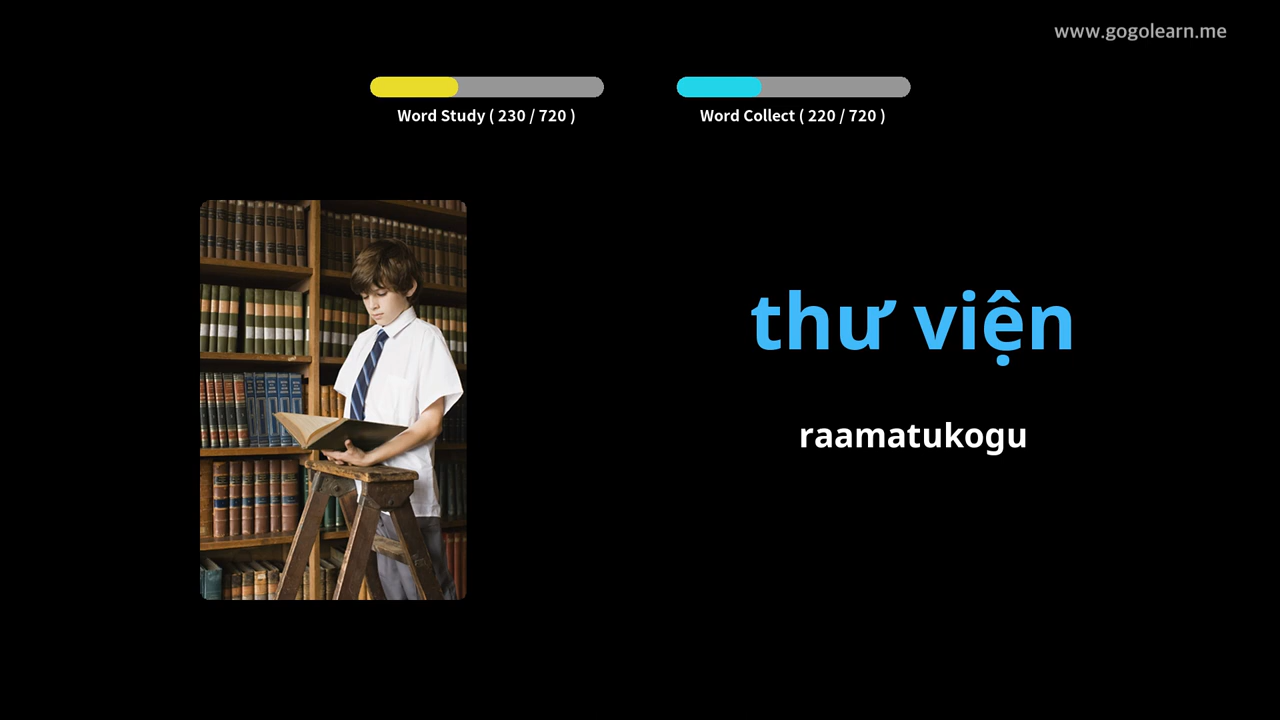 www.gogolearn.me
Word Study ( 230 / 720 )
Word Collect ( 220 / 720 )
thư viện
raamatukogu